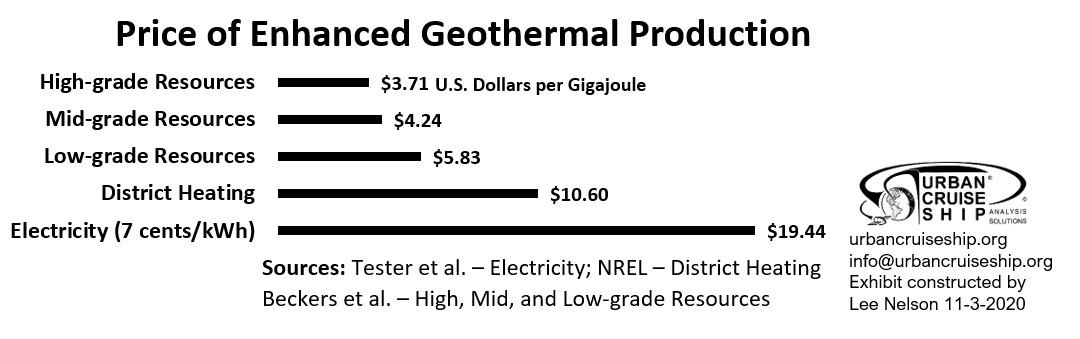 Price of Enhanced Geothermal Production
High-grade Resources $3.71 U.S. Dollars per Gigajoule
Mid-grade Resources $4.24
Low-grade Resources $5.83
District Heating $10.60
Electricity (7 cents/kWh) $19.44
Sources: Tester et al. – Electricity; NREL – District Heating
Beckers et al. – High, Mid, and Low-grade Resources
URBAN®
CRUISE
SHIP ANALYSIS
SOLUTIONS
©
urbancruiseship.org
info@urbancruiseship.org
Exhibit constructed by
Lee Nelson 11-3-2020